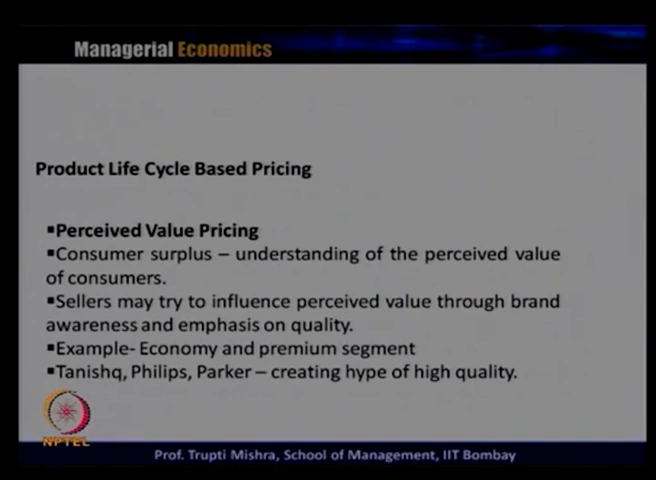 Managerial Economics
Product Life Cycle Based Pricing
▪Perceived Value Pricing
▪Consumer surplus – understanding of the perceived value
of consumers.
▪Sellers may try to influence perceived value through brand
awareness and emphasis on quality.
▪Example- Economy and premium segment
▪Tanishq, Philips, Parker – creating hype of high quality.
NPTEL
Prof. Trupti Mishra, School of Management, IIT Bombay